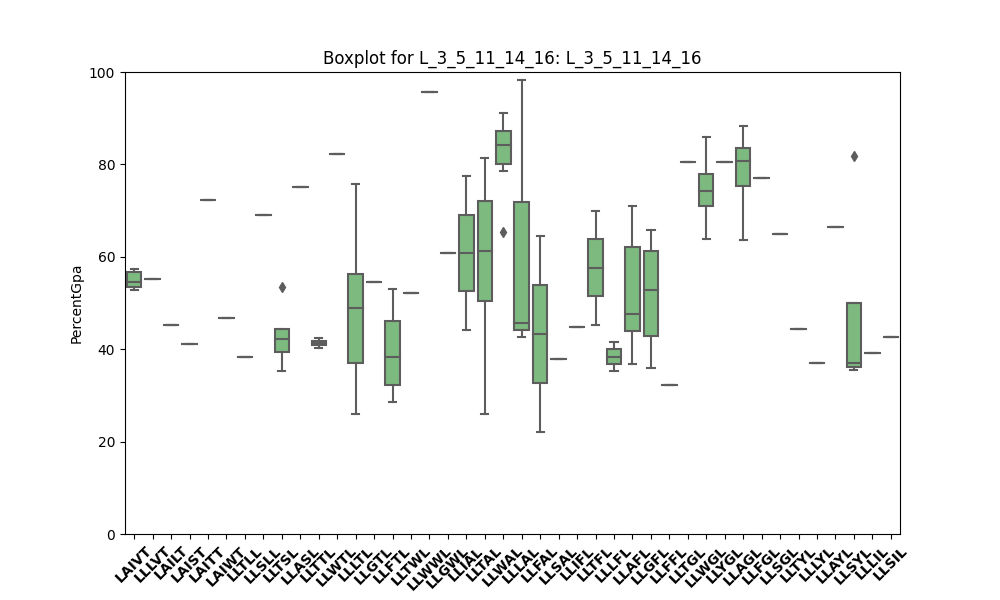 Boxplot for L_3_5_11_14_16: L_3_5_11_14_16
PercentGpa
100
80
60
40
20
0
LAIVT
LLLVT
LAILT
LAIST
LAITT
LAIWT
LLTLL
LLSLL
LLTSL
LLASL
LLTTL
LLWTL
LLLTL
LLGTL
LLFTL
LLTWL
LLWWL
LLGWL
LLIAL
LLTAL
LLWAL
LLLAL
LLFAL
LLSAL
LLIFL
LLTFL
LLLFL
LLAFL
LLGFL
LLFFL
LLTGL
LLWGL
LLYGL
LLAGL
LLFGL
LLSGL
LLTYL
LLLYL
LLAYL
LLSYL
LLLIL
LLSIL